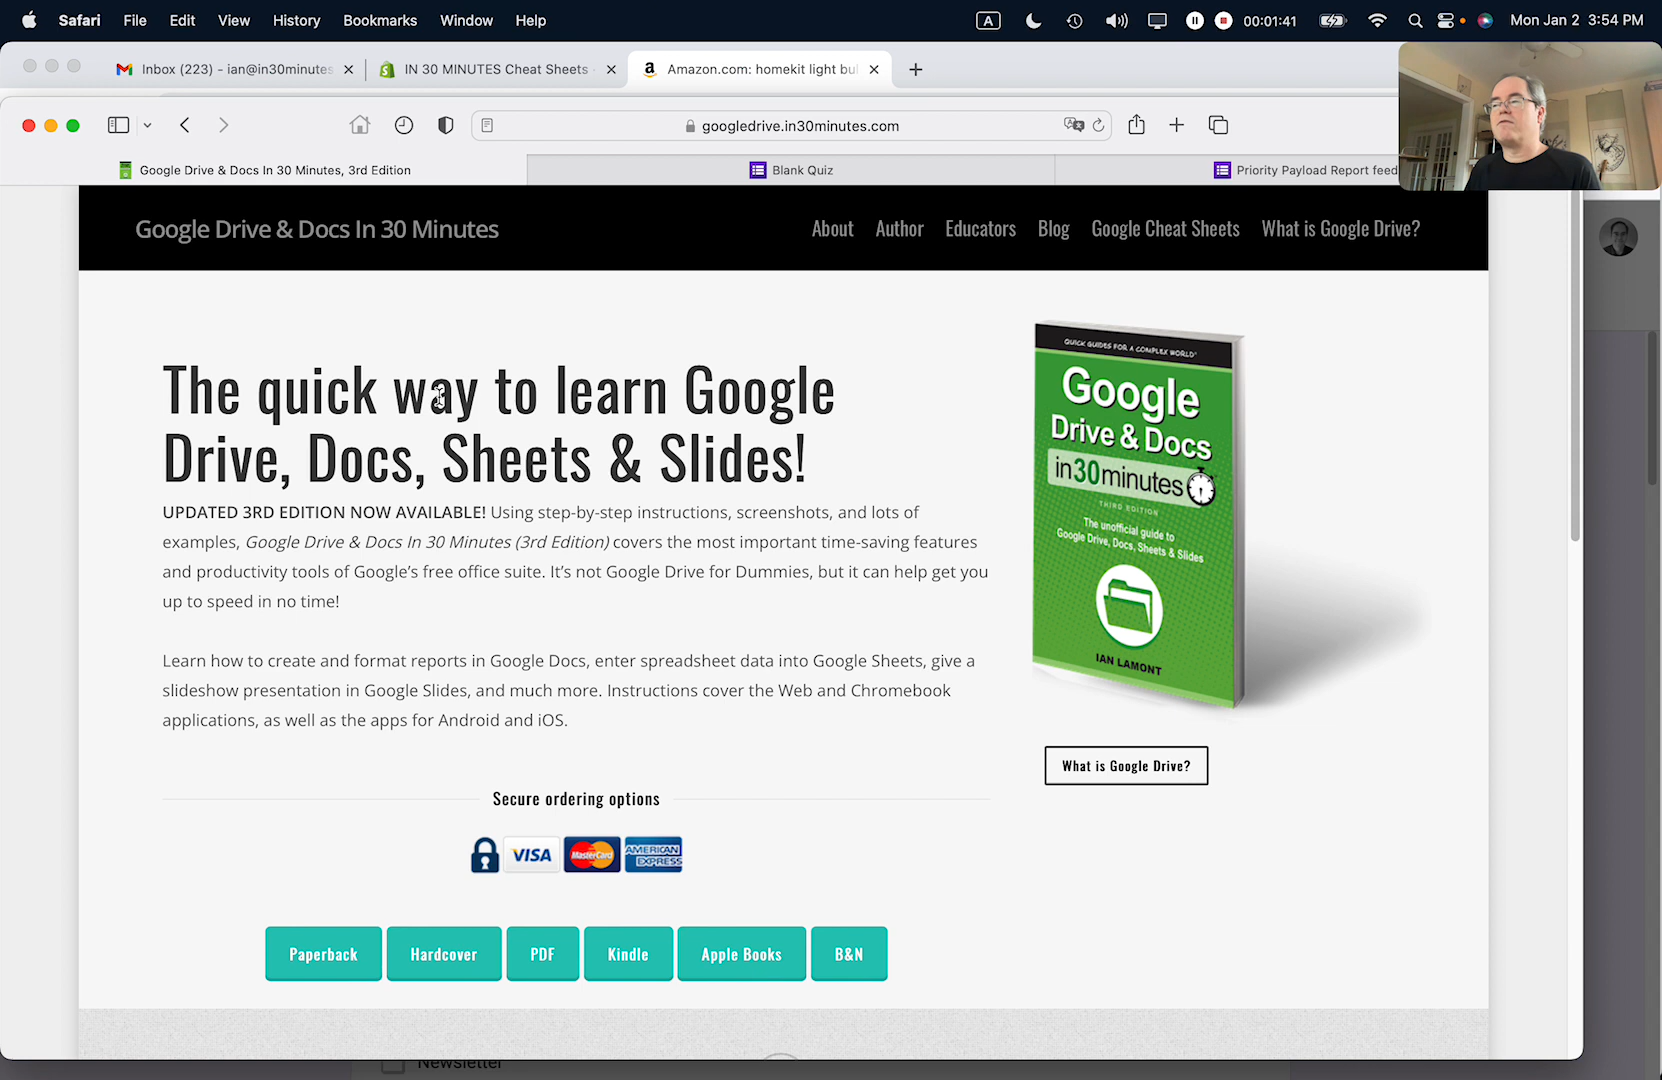 Safari File Edit View History Bookmarks Window Help A 00:01:41 Mon Jan 2 3:54 PM
Inbox (223) - ian@in30minutes IN 30 MINUTES Cheat Sheets Amazon.com: homekit light bul
googledrive.in30minutes.com
Google Drive & Docs In 30 Minutes, 3rd Edition Blank Quiz Priority Payload Report feed
Google Drive & Docs In 30 Minutes About Author Educators Blog Google Cheat Sheets What is Google Drive?
The quick way to learn Google
Drive, Docs, Sheets & Slides!
UPDATED 3RD EDITION NOW AVAILABLE! Using step-by-step instructions, screenshots, and lots of
examples, Google Drive & Docs In 30 Minutes (3rd Edition) covers the most important time-saving features
and productivity tools of Google’s free office suite. It’s not Google Drive for Dummies, but it can help get you
up to speed in no time!
Learn how to create and format reports in Google Docs, enter spreadsheet data into Google Sheets, give a
slideshow presentation in Google Slides, and much more. Instructions cover the Web and Chromebook
applications, as well as the apps for Android and iOS.
QUICK GUIDES FOR A COMPLEX WORLD®
Google
Drive & Docs
in30minutes
THIRD EDITION
The unofficial guide to
Google Drive, Docs, Sheets & Slides
IAN LAMONT
What is Google Drive?
Secure ordering options
VISA MasterCard AMERICAN EXPRESS
Paperback Hardcover PDF Kindle Apple Books B&N
Newsletter